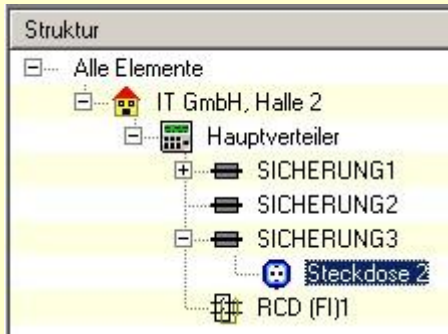 Struktur
Alle Elemente
IT GmbH, Halle 2
Hauptverteiler
SICHERUNG1
SICHERUNG2
SICHERUNG3
Steckdose 2
RCD (FI)1